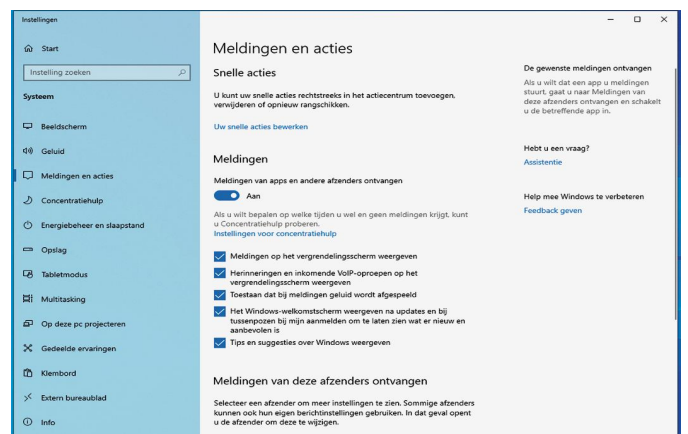 Instellingen
Start
Instelling zoeken
Systeem
Beeldscherm
Geluid
Meldingen en acties
Concentratiehulp
Energiebeheer en slaapstand
Opslag
Tabletmodus
Multitasking
Op deze pc projecteren
Gedeelde ervaringen
Klembord
Extern bureaublad
Info
Meldingen en acties
Snelle acties
U kunt uw snelle acties rechtstreeks in het actiecentrum toevoegen,
verwijderen of opnieuw rangschikken.
Uw snelle acties bewerken
Meldingen
Meldingen van apps en andere afzenders ontvangen
Aan
Als u wilt bepalen op welke tijden u wel en geen meldingen krijgt, kunt
u Concentratiehulp proberen.
Instellingen voor concentratiehulp
Meldingen op het vergrendelingsscherm weergeven
Herinneringen en inkomende VoIP-oproepen op het
vergrendelingsscherm weergeven
Toestaan dat bij meldingen geluid wordt afgespeeld
Het Windows-welkomstscherm weergeven na updates en bij
tussenpozen bij mijn aanmelden om te laten zien wat er nieuw en
aanbevolen is
Tips en suggesties over Windows weergeven
Meldingen van deze afzenders ontvangen
Selecteer een afzender om meer instellingen te zien. Sommige afzenders
kunnen ook hun eigen berichtinstellingen gebruiken. In dat geval opent
u de afzender om deze te wijzigen.
De gewenste meldingen ontvangen
Als u wilt dat een app u meldingen
stuurt, gaat u naar Meldingen van
deze afzenders ontvangen en schakelt
u de betreffende app in.
Hebt u een vraag?
Assistentie
Help mee Windows te verbeteren
Feedback geven